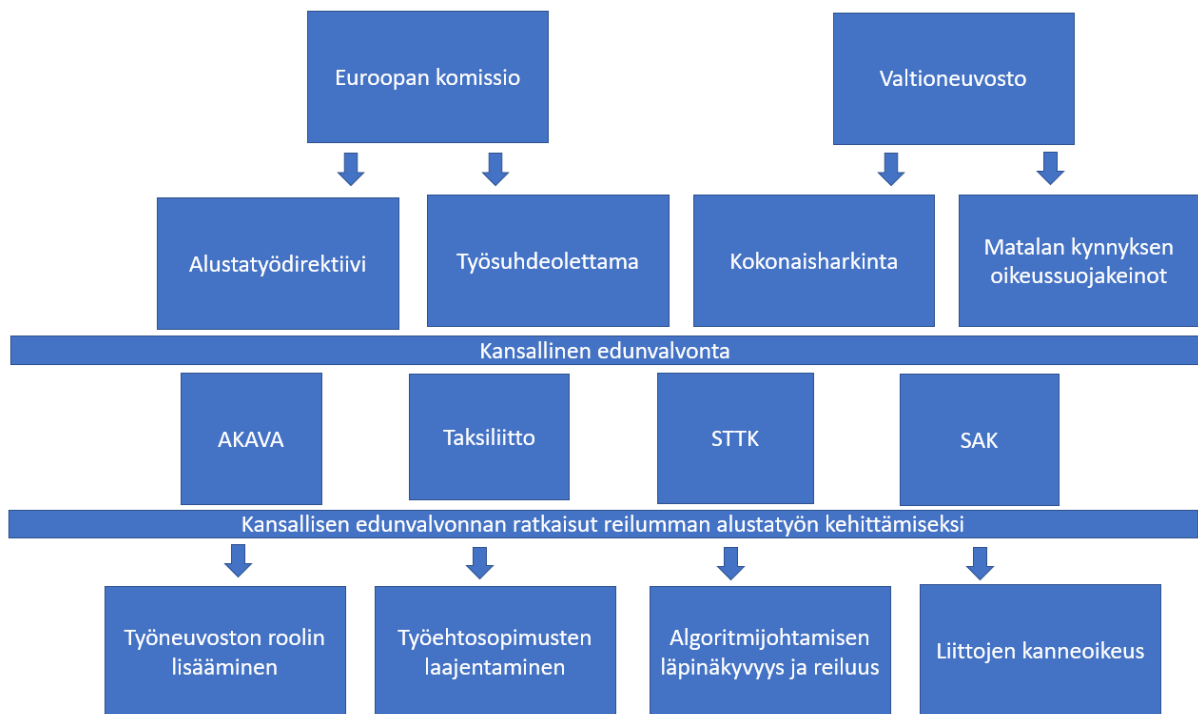 Euroopan komissio
Valtioneuvosto
Alustatyödirektiivi
Työsuhdeolettama
Kokonaisharkinta
Matalan kynnyksen
oikeussuojakeinot
Kansallinen edunvalvonta
AKAVA
Taksiliitto
STTK
SAK
Kansallisen edunvalvonnan ratkaisut reilumman alustatyön kehittämiseksi
Työneuvoston roolin
lisääminen
Työehtosopimusten
laajentaminen
Algoritmijohtamisen
läpinäkyvyys ja reiluus
Liittojen kanneoikeus